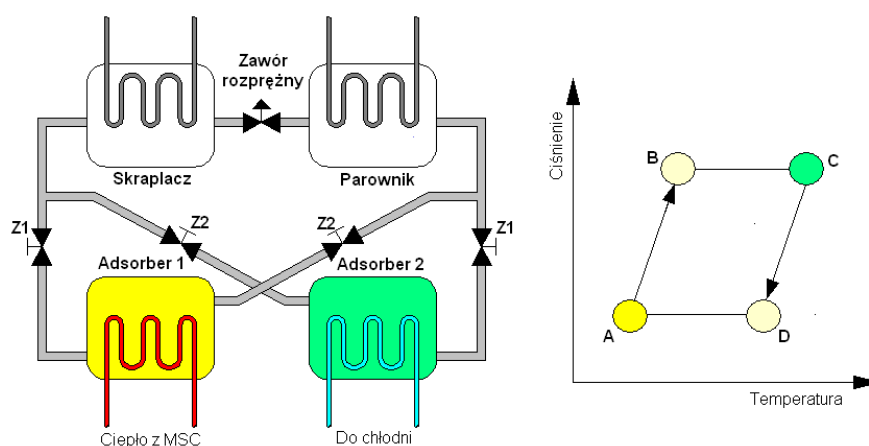 Zawór
rozprężny
Skraplacz
Parownik
Z1
Z2
Z2
Z1
Adsorber 1
Adsorber 2
Ciepło z MSC
Do chłodni
Ciśnienie
B
C
A
D
Temperatura